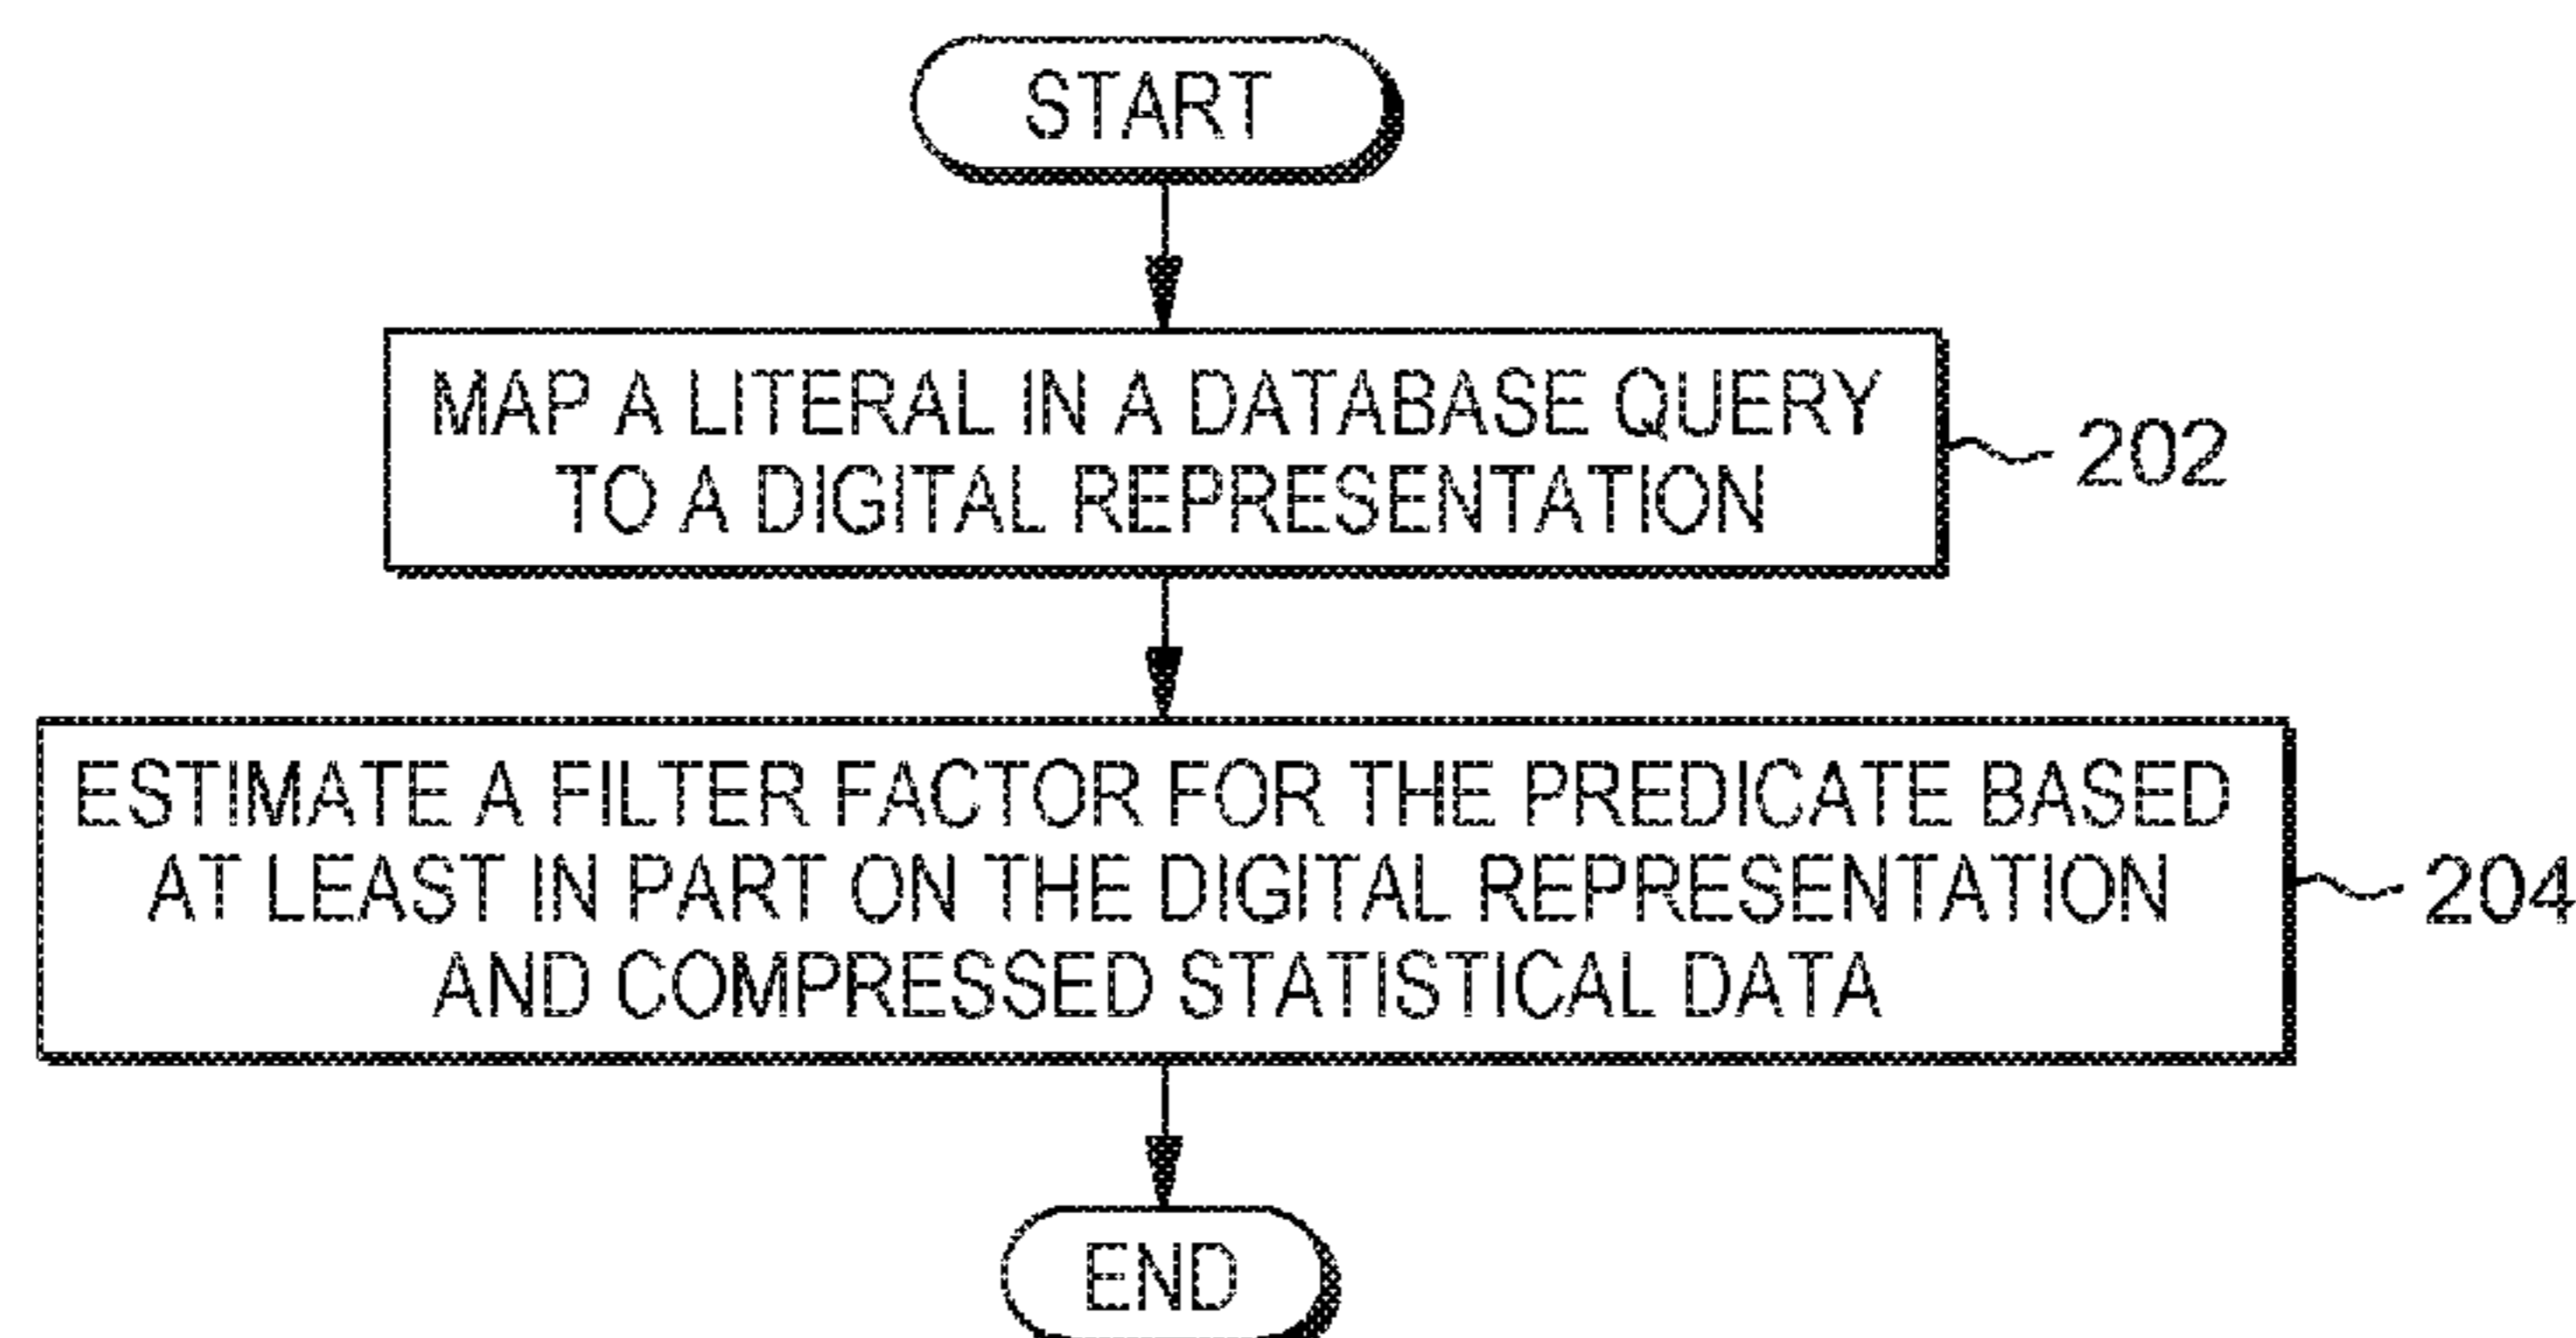 START
MAP A LITERAL IN A DATABASE QUERY
TO A DIGITAL REPRESENTATION
202
ESTIMATE A FILTER FACTOR FOR THE PREDICATE BASED
AT LEAST IN PART ON THE DIGITAL REPRESENTATION
AND COMPRESSED STATISTICAL DATA
204
END